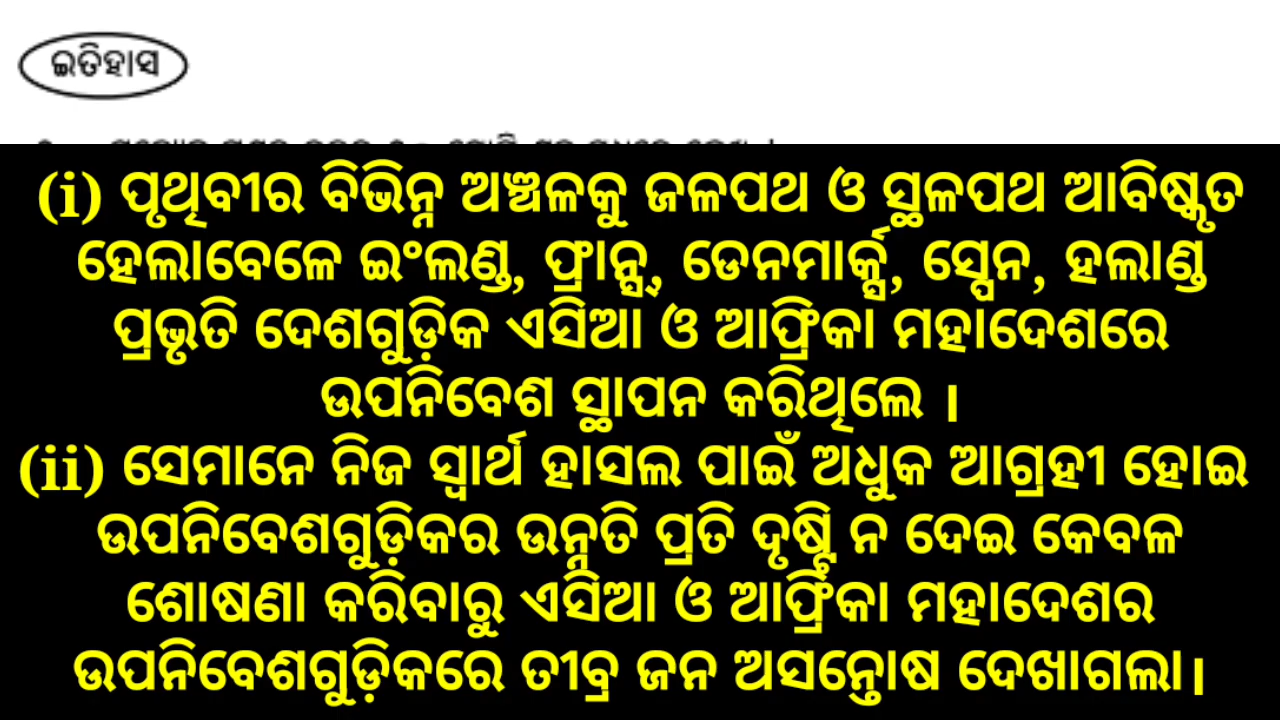 ଇତିହାସ
(i) ପୃଥିବୀର ବିଭିନ୍ନ ଅଞ୍ଚଳକୁ ଜଳପଥ ଓ ସ୍ଥଳପଥ ଆବିଷ୍କୃତ
ହେଲାବେଳେ ଇଂଲଣ୍ଡ, ଫ୍ରାନ୍ସ୍, ଡେନମାର୍କ୍ସ, ସ୍ପେନ, ହଲାଣ୍ଡ
ପ୍ରଭୃତି ଦେଶଗୁଡ଼ିକ ଏସିଆ ଓ ଆଫ୍ରିକା ମହାଦେଶରେ
ଉପନିବେଶ ସ୍ଥାପନ କରିଥିଲେ ।
(ii) ସେମାନେ ନିଜ ସ୍ୱାର୍ଥ ହାସଲ ପାଇଁ ଅଧୁକ ଆଗ୍ରହୀ ହୋଇ
ଉପନିବେଶଗୁଡ଼ିକର ଉନ୍ନତି ପ୍ରତି ଦୃଷ୍ଟି ନ ଦେଇ କେବଳ
ଶୋଷଣା କରିବାରୁ ଏସିଆ ଓ ଆଫ୍ରିକା ମହାଦେଶର
ଉପନିବେଶଗୁଡ଼ିକରେ ତୀବ୍ର ଜନ ଅସନ୍ତୋଷ ଦେଖାଗଲା|